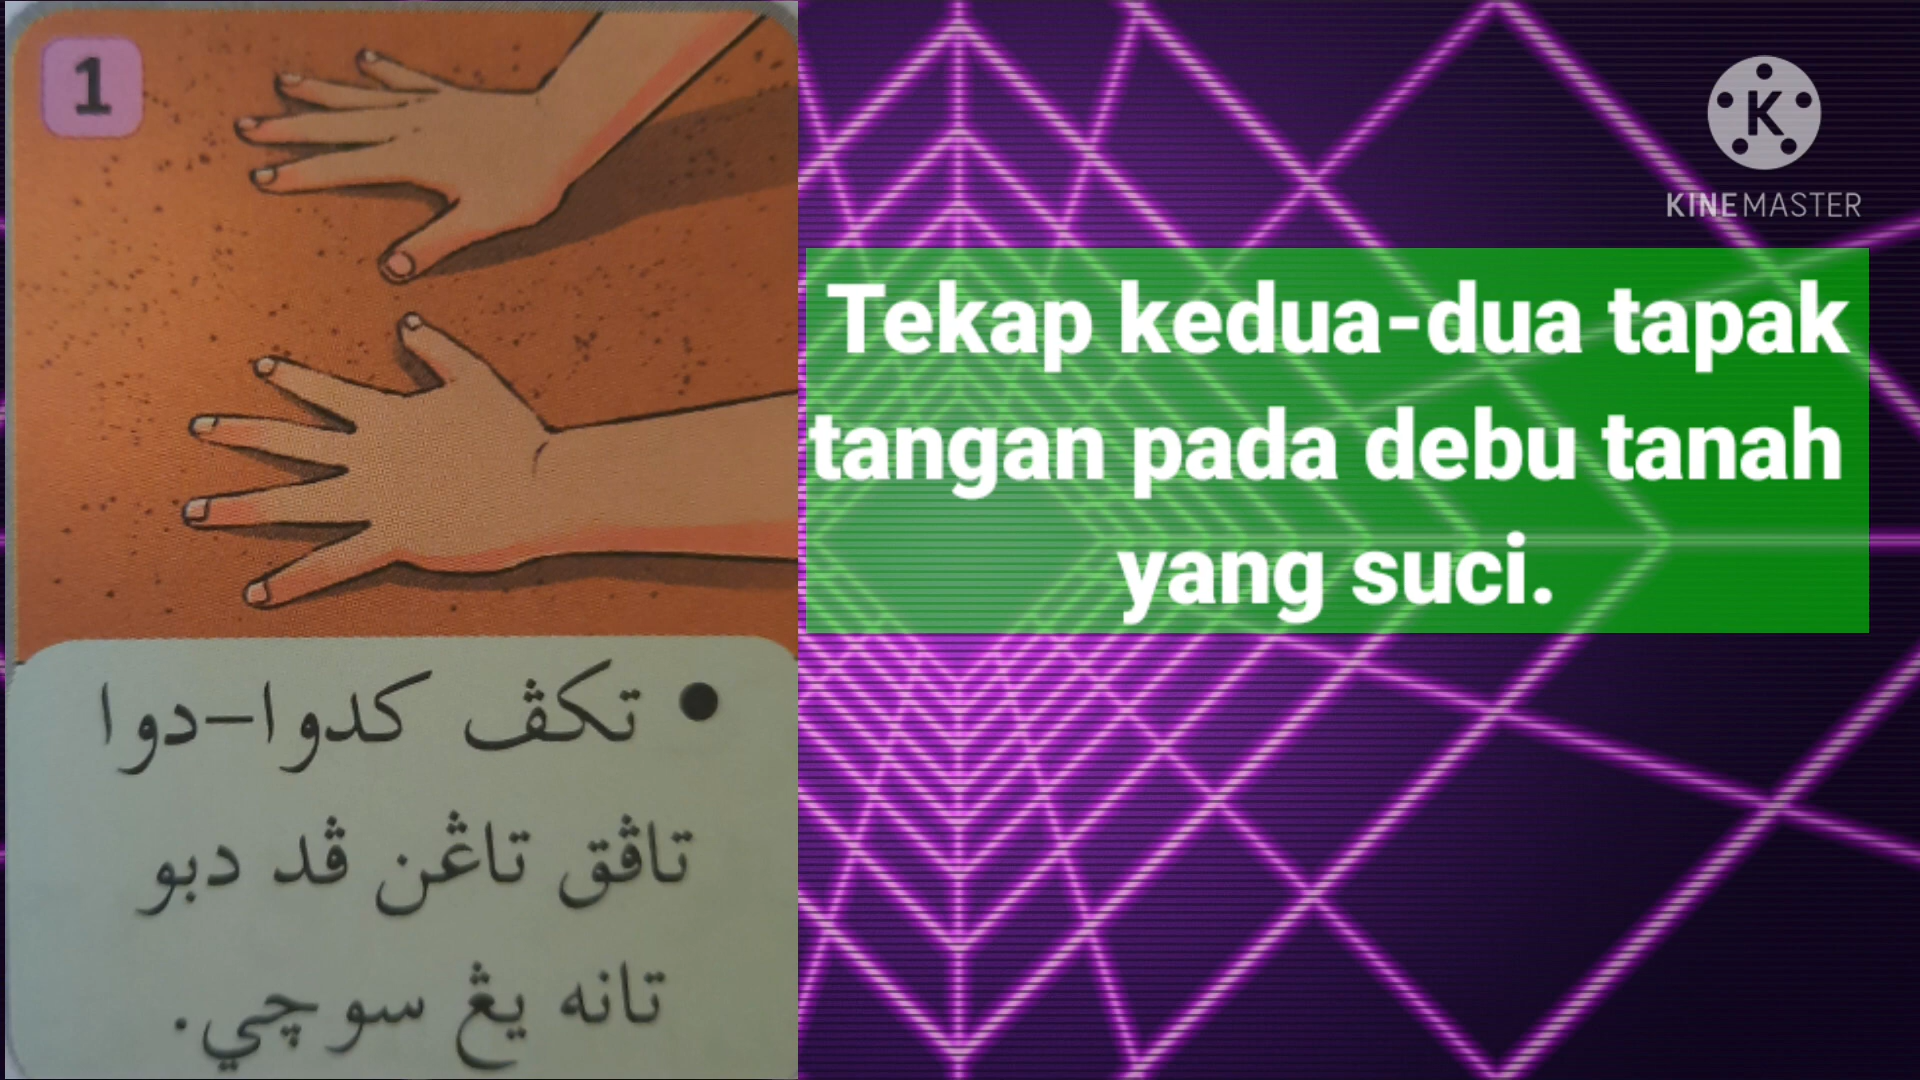 1
تكڤ كدوا–دوا
تاڤق تاڠن ڤد دبو
تانه يڠ سوچي.
K
KINEMASTER
Tekap kedua-dua tapak
tangan pada debu tanah
yang suci.